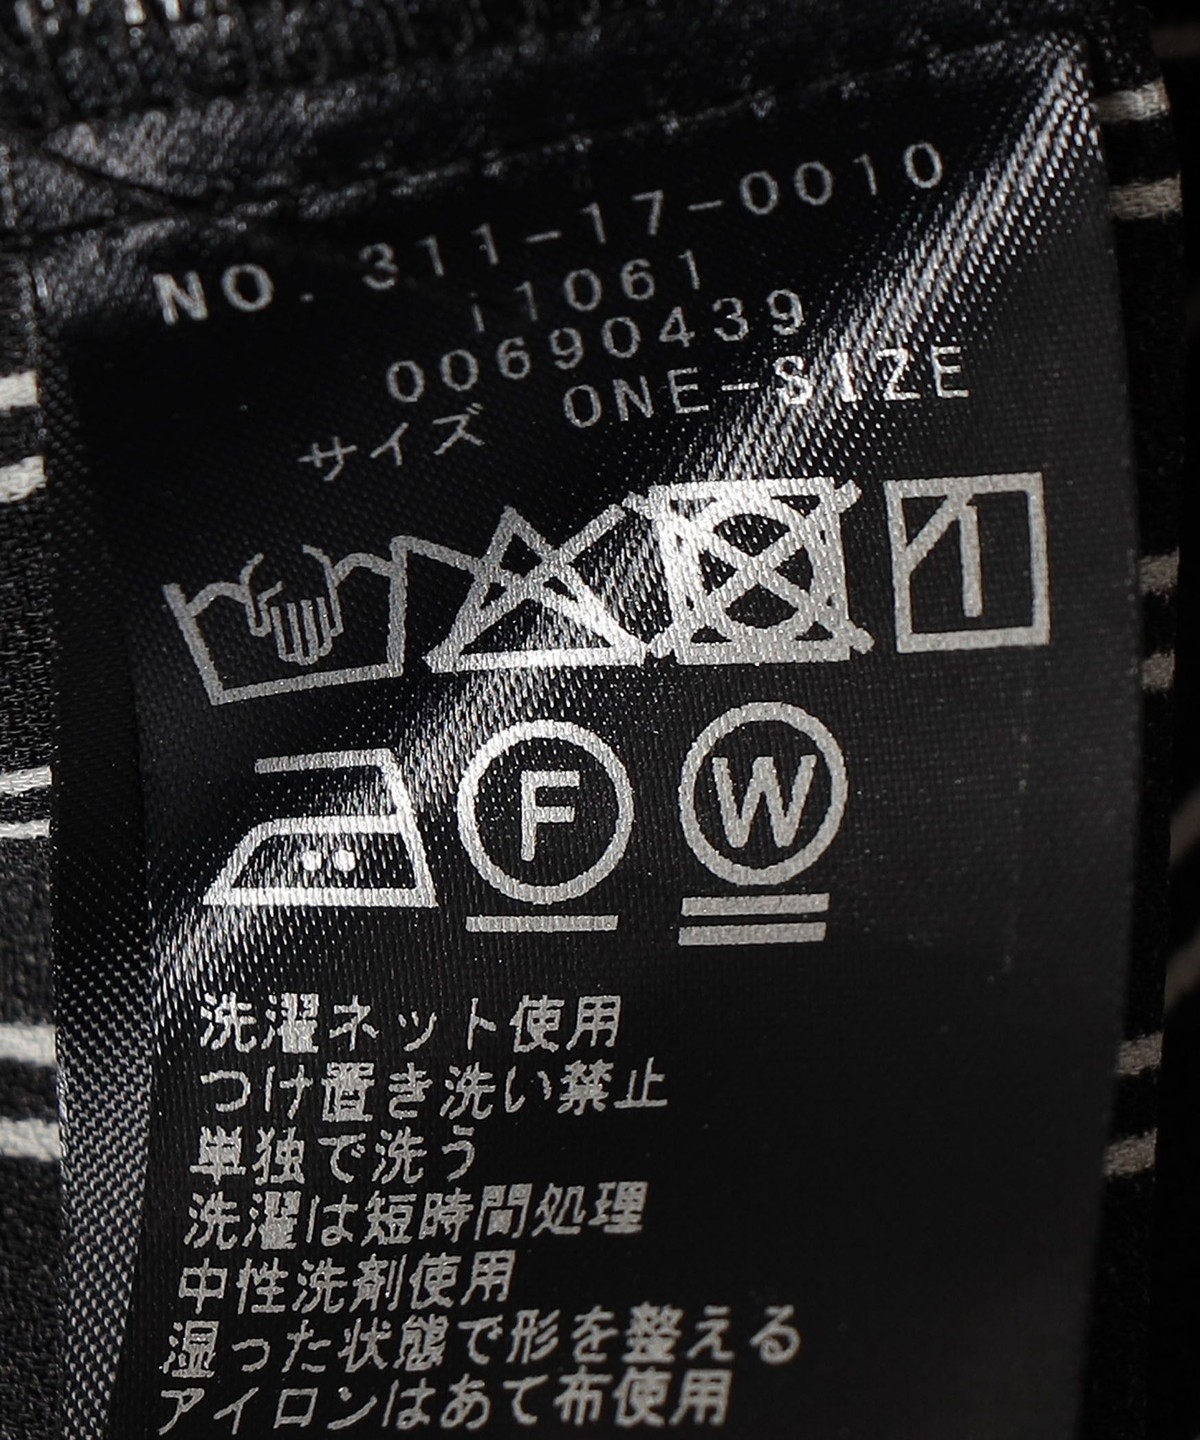 NO. 311-17-0010
i1061
00690439
サイズ ONE-SIZE
F W
洗濯ネット使用
つけ置き洗い禁止
単独で洗う
洗濯は短時間処理
中性洗剤使用
湿った状態で形を整える
アイロンはあて布使用